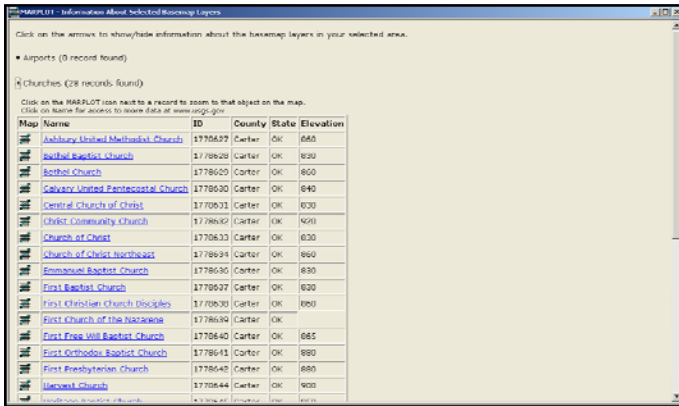 MARPLOT - Information About Selected Basemap Layers
Click on the arrows to show/hide information about the basemap layers in your selected area.
Airports (0 record found)
Churches (28 records found)
Click on the MARPLOT icon next to a record to zoom to that object on the map.
Click on Name for access to more data at www.usgs.gov
Map Name ID County State Elevation
Ashbury United Methodist Church 1778627 Carter OK 860
Bethel Baptist Church 1778628 Carter OK 830
Bethel Church 1778629 Carter OK 860
Calvary United Pentecostal Church 1778630 Carter OK 840
Central Church of Christ 1778631 Carter OK 830
Christ Community Church 1778632 Carter OK 920
Church of Christ 1778633 Carter OK 830
Church of Christ Northeast 1778634 Carter OK 860
Emmanuel Baptist Church 1778636 Carter OK 830
First Baptist Church 1778637 Carter OK 830
First Christian Church Disciples 1778638 Carter OK 860
First Church of the Nazarene 1778639 Carter OK
First Free Will Baptist Church 1778640 Carter OK 865
First Orthodox Baptist Church 1778641 Carter OK 880
First Presbyterian Church 1778642 Carter OK 880
Harvest Church 1778644 Carter OK 900
Heritage Baptist Church Carter OK